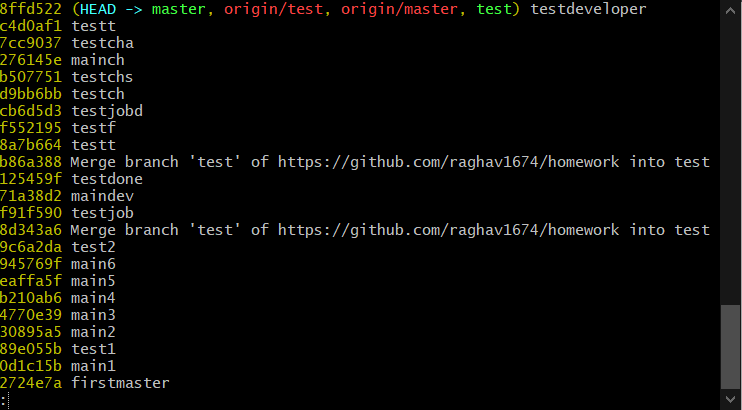 8ffd522 (HEAD -> master, origin/test, origin/master, test) testdeveloper
c4d0af1 testt
7cc9037 testcha
276145e mainch
b507751 testchs
d9bb6bb testch
cb6d5d3 testjobd
f552195 testf
8a7b664 testt
b86a388 Merge branch 'test' of https://github.com/raghav1674/homework into test
125459f testdone
71a38d2 maindev
f91f590 testjob
8d343a6 Merge branch 'test' of https://github.com/raghav1674/homework into test
9c6a2da test2
945769f main6
eaffa5f main5
b210ab6 main4
4770e39 main3
30895a5 main2
89e055b test1
0d1c15b main1
2724e7a firstmaster
: